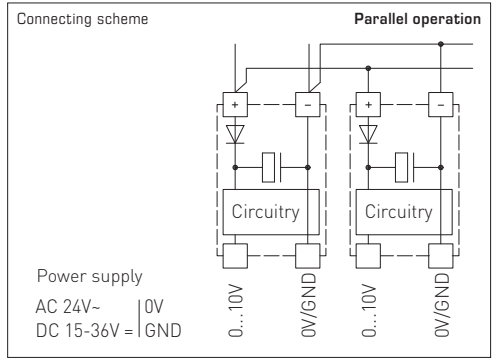 Connecting scheme
Parallel operation
+ − + −
Circuitry Circuitry
Power supply
AC 24V~ 0V
DC 15-36V = GND
0...10V
0V/GND
0...10V
0V/GND